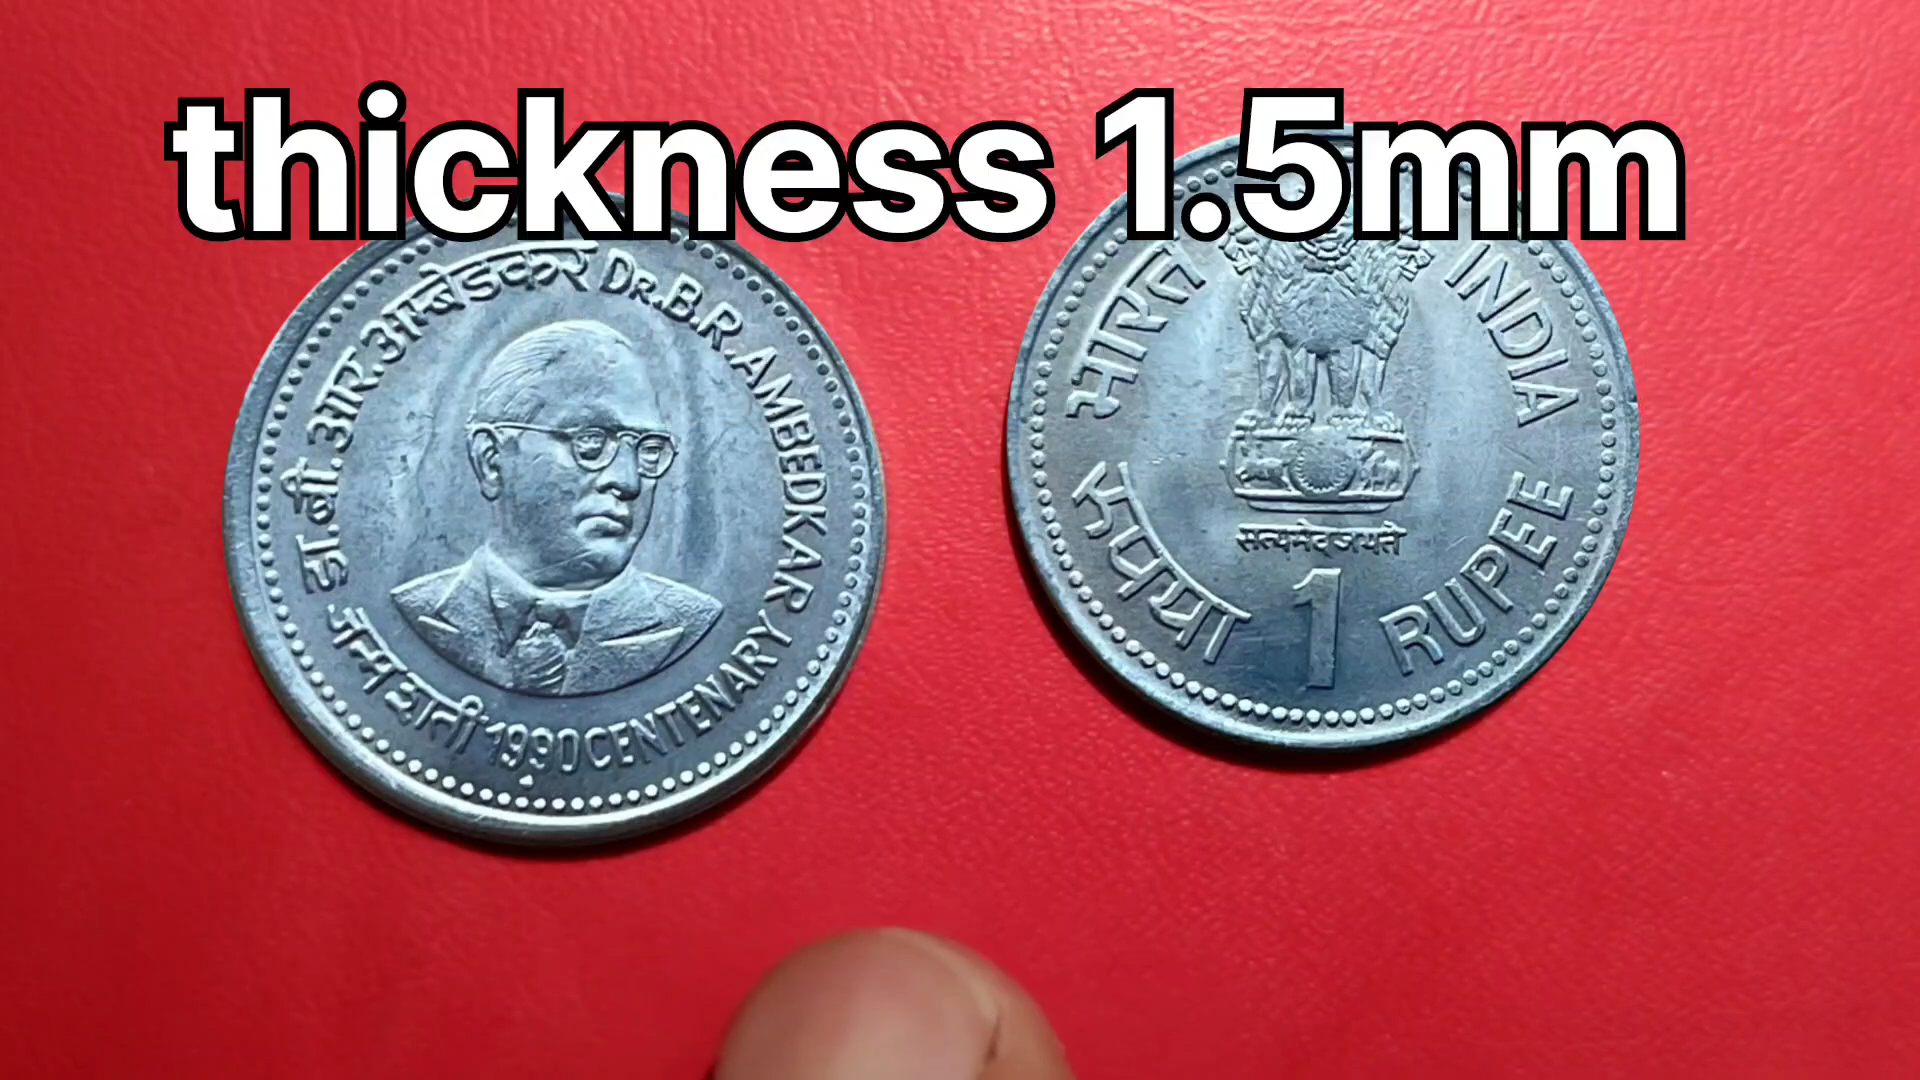 thickness 1.5mm
डा.बी.आर.अम्बेडकर DR.B.R.AMBEDKAR
जन्म शती 1990 CENTENARY
भारत INDIA
सत्यमेव जयते
रूपया 1 RUPEE